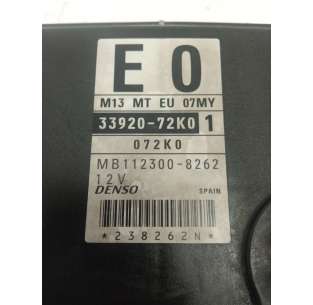 E 0
M13 MT EU 07MY
33920-72K0 1
072K0
MB112300-8262
12V
DENSO SPAIN
*238262N*